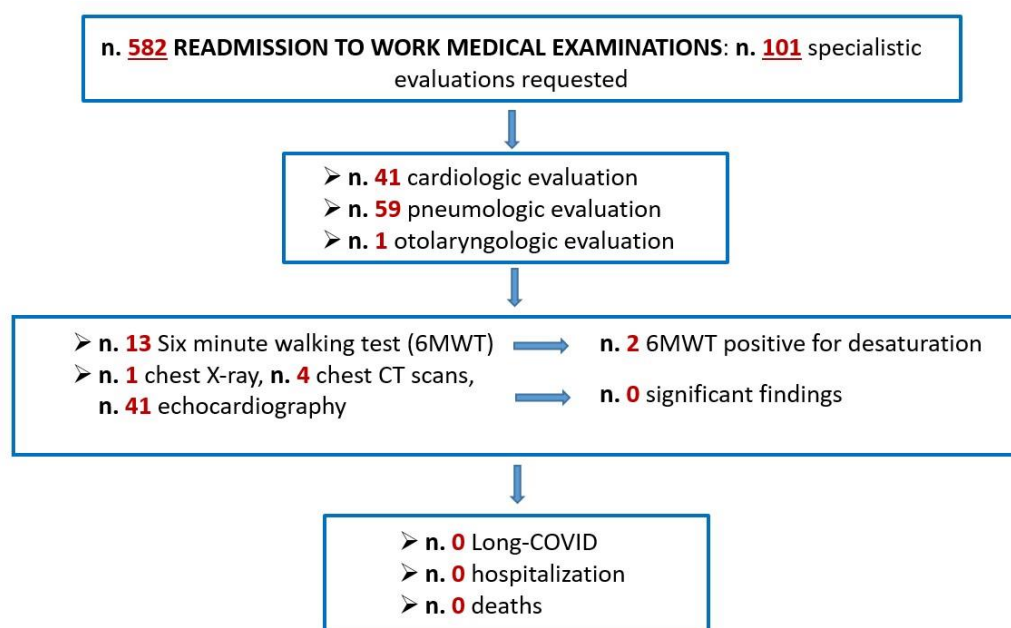 n. 582 READMISSION TO WORK MEDICAL EXAMINATIONS: n. 101 specialistic
evaluations requested
➢ n. 41 cardiologic evaluation
➢ n. 59 pneumologic evaluation
➢ n. 1 otolaryngologic evaluation
➢ n. 13 Six minute walking test (6MWT)
n. 2 6MWT positive for desaturation
➢ n. 1 chest X-ray, n. 4 chest CT scans,
n. 41 echocardiography
n. 0 significant findings
➢ n. 0 Long-COVID
➢ n. 0 hospitalization
➢ n. 0 deaths